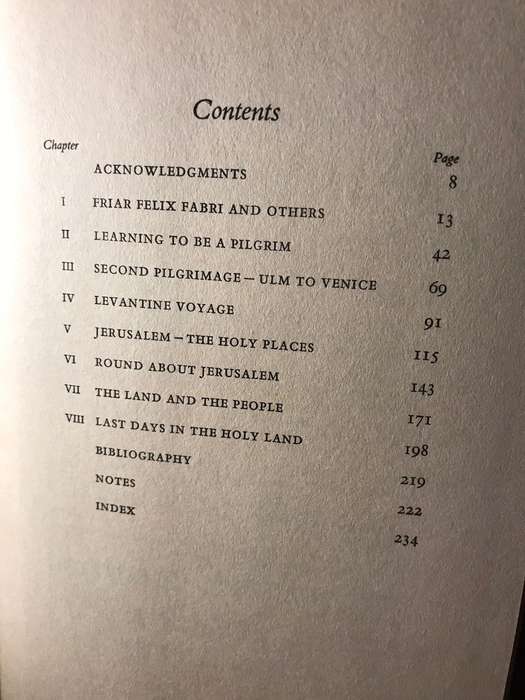 Contents
Chapter Page
ACKNOWLEDGMENTS 8
I FRIAR FELIX FABRI AND OTHERS 13
II LEARNING TO BE A PILGRIM 42
III SECOND PILGRIMAGE – ULM TO VENICE 69
IV LEVANTINE VOYAGE 91
V JERUSALEM – THE HOLY PLACES 115
VI ROUND ABOUT JERUSALEM 143
VII THE LAND AND THE PEOPLE 171
VIII LAST DAYS IN THE HOLY LAND 198
BIBLIOGRAPHY 219
NOTES 222
INDEX 234